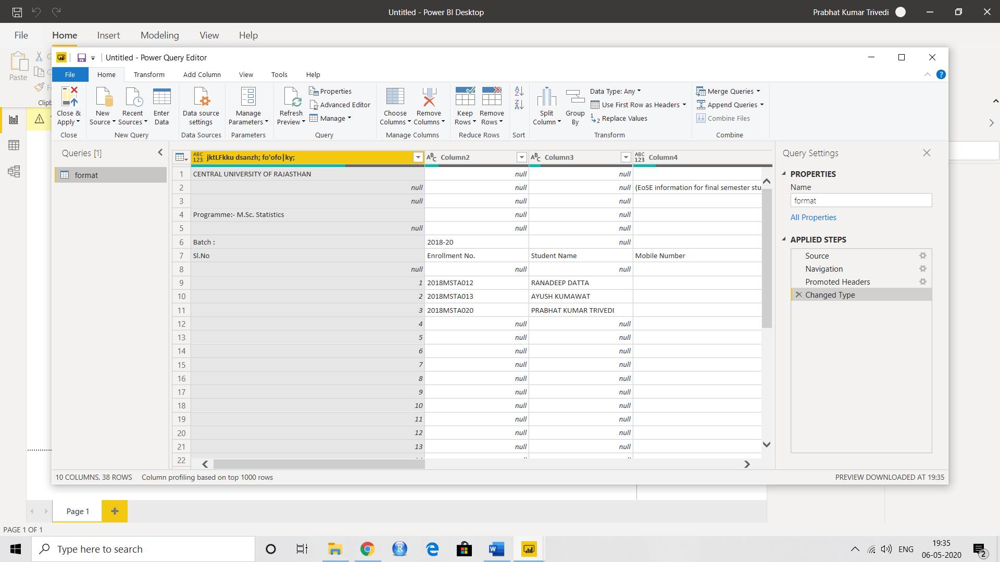 Untitled - Power BI Desktop
Prabhat Kumar Trivedi
File Home Insert Modeling View Help
Paste
Clipb
Untitled - Power Query Editor
File Home Transform Add Column View Tools Help
Close & Apply
New Source
Recent Sources
Enter Data
Data source settings
Manage Parameters
Refresh Preview
Properties
Advanced Editor
Manage
Choose Columns
Remove Columns
Keep Rows
Remove Rows
Split Column
Group By
Data Type: Any
Use First Row as Headers
Replace Values
Merge Queries
Append Queries
Combine Files
Close New Query Data Sources Parameters Query Manage Columns Reduce Rows Sort Transform Combine
Queries [1]
format
ABC 123 jktLFkku dsanzh; fo'ofo|ky; ABC Column2 ABC Column3 ABC 123 Column4
1 CENTRAL UNIVERSITY OF RAJASTHAN null null
2 null null null (EoSE information for final semester stu
3 null null null
4 Programme:- M.Sc. Statistics null null
5 null null null
6 Batch : 2018-20 null
7 Sl.No Enrollment No. Student Name Mobile Number
8 null null null
9 1 2018MSTA012 RANADEEP DATTA
10 2 2018MSTA013 AYUSH KUMAWAT
11 3 2018MSTA020 PRABHAT KUMAR TRIVEDI
12 4 null null
13 5 null null
14 6 null null
15 7 null null
16 8 null null
17 9 null null
18 10 null null
19 11 null null
20 12 null null
21 13 null null
22
Query Settings
PROPERTIES
Name
format
All Properties
APPLIED STEPS
Source
Navigation
Promoted Headers
Changed Type
10 COLUMNS, 38 ROWS Column profiling based on top 1000 rows
PREVIEW DOWNLOADED AT 19:35
Page 1
PAGE 1 OF 1
Type here to search
ENG
19:35
06-05-2020
2